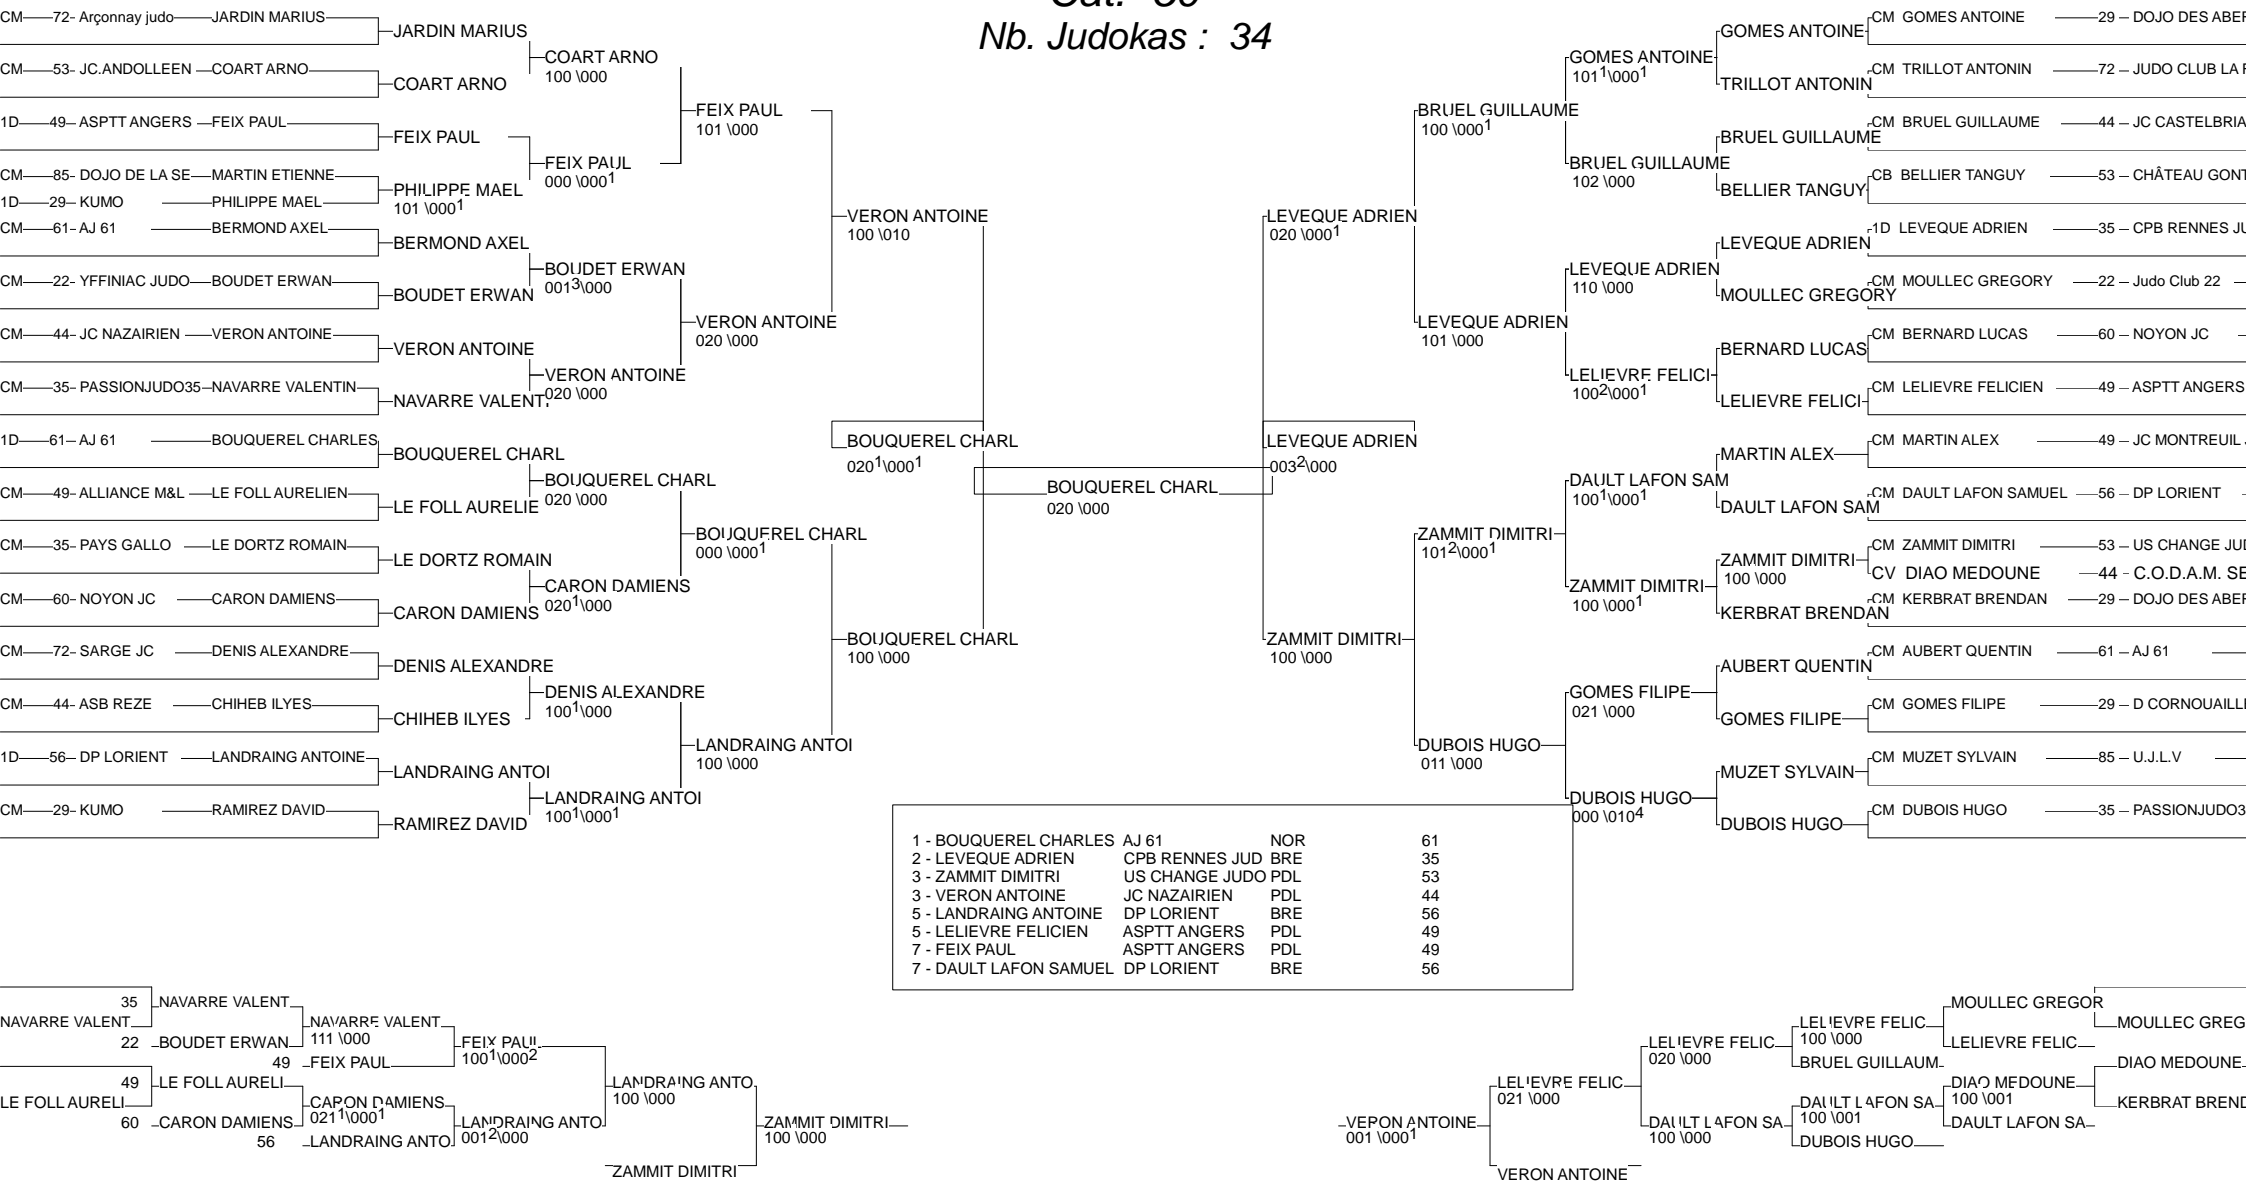 Nb. Judokas : 34
CM 72- Arçonnay judo JARDIN MARIUS
CM 53- JC.ANDOLLEEN COART ARNO
1D 49- ASPTT ANGERS FEIX PAUL
CM 85- DOJO DE LA SE MARTIN ETIENNE
1D 29- KUMO PHILIPPE MAEL
CM 61- AJ 61 BERMOND AXEL
CM 22- YFFINIAC JUDO BOUDET ERWAN
CM 44- JC NAZAIRIEN VERON ANTOINE
CM 35- PASSIONJUDO35 NAVARRE VALENTIN
1D 61- AJ 61 BOUQUEREL CHARLES
CM 49- ALLIANCE M&L LE FOLL AURELIEN
CM 35- PAYS GALLO LE DORTZ ROMAIN
CM 60- NOYON JC CARON DAMIENS
CM 72- SARGE JC DENIS ALEXANDRE
CM 44- ASB REZE CHIHEB ILYES
1D 56- DP LORIENT LANDRAING ANTOINE
CM 29- KUMO RAMIREZ DAVID
JARDIN MARIUS
COART ARNO
FEIX PAUL
PHILIPPE MAEL
101 \0001
BERMOND AXEL
BOUDET ERWAN
VERON ANTOINE
NAVARRE VALENT
BOUQUEREL CHARL
LE FOLL AURELIE
LE DORTZ ROMAIN
CARON DAMIENS
DENIS ALEXANDRE
CHIHEB ILYES
LANDRAING ANTOI
RAMIREZ DAVID
COART ARNO
100 \000
FEIX PAUL
000 \0001
BOUDET ERWAN
0013\000
VERON ANTOINE
020 \000
BOUQUEREL CHARL
020 \000
CARON DAMIENS
0201\000
DENIS ALEXANDRE
1001\000
LANDRAING ANTOI
1001\0001
FEIX PAUL
101 \000
VERON ANTOINE
020 \000
BOUQUEREL CHARL
000 \0001
LANDRAING ANTOI
100 \000
VERON ANTOINE
100 \010
BOUQUEREL CHARL
0201\0001
BOUQUEREL CHARL
100 \000
BOUQUEREL CHARL
020 \000
LEVEQUE ADRIEN
020 \0001
LEVEQUE ADRIEN
0032\000
ZAMMIT DIMITRI
100 \000
BRUEL GUILLAUME
100 \0001
LEVEQUE ADRIEN
101 \000
ZAMMIT DIMITRI
1012\0001
DUBOIS HUGO
011 \000
GOMES ANTOINE
1011\0001
BRUEL GUILLAUME
102 \000
LEVEQUE ADRIEN
110 \000
LELIEVRE FELICI
1002\0001
DAULT LAFON SAM
1001\0001
ZAMMIT DIMITRI
100 \0001
GOMES FILIPE
021 \000
DUBOIS HUGO
000 \0104
GOMES ANTOINE
TRILLOT ANTONIN
BRUEL GUILLAUME
BELLIER TANGUY
LEVEQUE ADRIEN
MOULLEC GREGORY
BERNARD LUCAS
LELIEVRE FELICI
MARTIN ALEX
DAULT LAFON SAM
ZAMMIT DIMITRI
100 \000
KERBRAT BRENDAN
AUBERT QUENTIN
GOMES FILIPE
MUZET SYLVAIN
DUBOIS HUGO
CM GOMES ANTOINE 29 – DOJO DES ABER
CM TRILLOT ANTONIN 72 – JUDO CLUB LA
CM BRUEL GUILLAUME 44 – JC CASTELBRIA
CB BELLIER TANGUY 53 – CHÂTEAU GONT
1D LEVEQUE ADRIEN 35 – CPB RENNES JU
CM MOULLEC GREGORY 22 – Judo Club 22
CM BERNARD LUCAS 60 – NOYON JC
CM LELIEVRE FELICIEN 49 – ASPTT ANGERS
CM MARTIN ALEX 49 – JC MONTREUIL
CM DAULT LAFON SAMUEL 56 – DP LORIENT
CM ZAMMIT DIMITRI 53 – US CHANGE JUD
CV DIAO MEDOUNE 44 - C.O.D.A.M. SE
CM KERBRAT BRENDAN 29 – DOJO DES ABER
CM AUBERT QUENTIN 61 – AJ 61
CM GOMES FILIPE 29 – D CORNOUAILLE
CM MUZET SYLVAIN 85 – U.J.L.V
CM DUBOIS HUGO 35 – PASSIONJUDO3
1 - BOUQUEREL CHARLES AJ 61 NOR 61
2 - LEVEQUE ADRIEN CPB RENNES JUD BRE 35
3 - ZAMMIT DIMITRI US CHANGE JUDO PDL 53
3 - VERON ANTOINE JC NAZAIRIEN PDL 44
5 - LANDRAING ANTOINE DP LORIENT BRE 56
5 - LELIEVRE FELICIEN ASPTT ANGERS PDL 49
7 - FEIX PAUL ASPTT ANGERS PDL 49
7 - DAULT LAFON SAMUEL DP LORIENT BRE 56
NAVARRE VALENT
LE FOLL AURELI
35 NAVARRE VALENT
22 BOUDET ERWAN
49 LE FOLL AURELI
60 CARON DAMIENS
NAVARRE VALENT
111 \000
49 FEIX PAUL
CARON DAMIENS
0211\0001
56 LANDRAING ANTO
FEIX PAUL
1001\0002
LANDRAING ANTO
0012\000
LANDRAING ANTO
100 \000
ZAMMIT DIMITRI
ZAMMIT DIMITRI
100 \000
VERON ANTOINE
001 \0001
LELIEVRE FELIC
021 \000
VERON ANTOINE
LELIEVRE FELIC
020 \000
DAULT LAFON SA
100 \000
LELIEVRE FELIC
100 \000
BRUEL GUILLAUM
DAULT LAFON SA
100 \001
DUBOIS HUGO
MOULLEC GREGOR
LELIEVRE FELIC
DIAO MEDOUNE
100 \001
DAULT LAFON SA
MOULLEC GREG
DIAO MEDOUNE
KERBRAT BREND